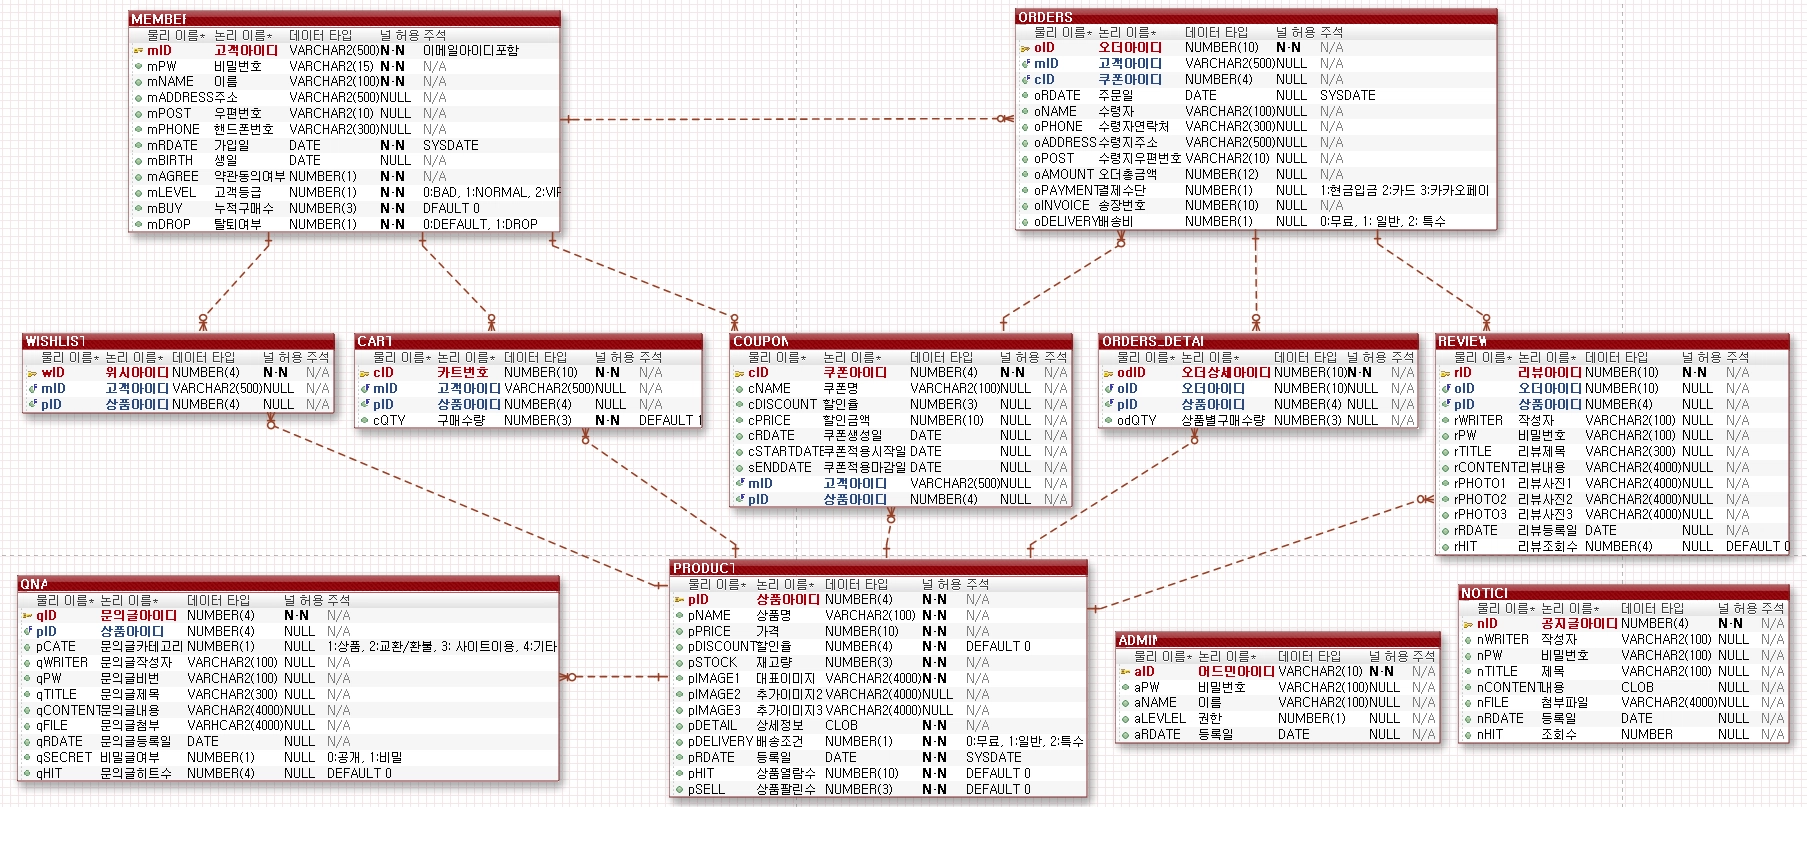 MEMBER
물리 이름* 논리 이름* 데이터 타입 널 허용 주석
mID 고객아이디 VARCHAR2(500) N-N 이메일아이디포함
mPW 비밀번호 VARCHAR2(15) N-N N/A
mNAME 이름 VARCHAR2(100) N-N N/A
mADDRESS 주소 VARCHAR2(500) NULL N/A
mPOST 우편번호 VARCHAR2(10) NULL N/A
mPHONE 핸드폰번호 VARCHAR2(300) N-N N/A
mRDATE 가입일 DATE N-N SYSDATE
mBIRTH 생일 DATE NULL N/A
mAGREE 약관동의여부 NUMBER(1) N-N N/A
mLEVEL 고객등급 NUMBER(1) N-N 0:BAD, 1:NORMAL, 2:VIP
mBUY 누적구매수 NUMBER(3) N-N DFAULT 0
mDROP 탈퇴여부 NUMBER(1) N-N 0:DEFAULT, 1:DROP
ORDERS
물리 이름* 논리 이름* 데이터 타입 널 허용 주석
oID 오더아이디 NUMBER(10) N-N N/A
mID 고객아이디 VARCHAR2(500) NULL N/A
cID 쿠폰아이디 NUMBER(4) NULL N/A
oRDATE 주문일 DATE NULL SYSDATE
oNAME 수령자 VARCHAR2(100) NULL N/A
oPHONE 수령자연락처 VARCHAR2(300) NULL N/A
oADDRESS 수령지주소 VARCHAR2(500) NULL N/A
oPOST 수령지우편번호 VARCHAR2(10) NULL N/A
oAMOUNT 오더총금액 NUMBER(12) NULL N/A
oPAYMENT 결제수단 NUMBER(1) NULL 1:현금입금 2:카드 3:카카오페이
oINVOICE 송장번호 NUMBER(10) NULL N/A
oDELIVERY 배송비 NUMBER(1) NULL 0:무료, 1: 일반, 2: 특수
WISHLIST
물리 이름* 논리 이름* 데이터 타입 널 허용 주석
wID 위시아이디 NUMBER(4) N-N N/A
mID 고객아이디 VARCHAR2(500) NULL N/A
pID 상품아이디 NUMBER(4) NULL N/A
CART
물리 이름* 논리 이름* 데이터 타입 널 허용 주석
cID 카트번호 NUMBER(10) N-N N/A
mID 고객아이디 VARCHAR2(500) NULL N/A
pID 상품아이디 NUMBER(4) NULL N/A
cQTY 구매수량 NUMBER(3) N-N DEFAULT 1
COUPON
물리 이름* 논리 이름* 데이터 타입 널 허용 주석
cID 쿠폰아이디 NUMBER(4) N-N N/A
cNAME 쿠폰명 VARCHAR2(100) NULL N/A
cDISCOUNT 할인율 NUMBER(3) NULL N/A
cPRICE 할인금액 NUMBER(10) NULL N/A
cRDATE 쿠폰생성일 DATE NULL N/A
cSTARTDATE 쿠폰적용시작일 DATE NULL N/A
sENDDATE 쿠폰적용마감일 DATE NULL N/A
mID 고객아이디 VARCHAR2(500) NULL N/A
pID 상품아이디 NUMBER(4) NULL N/A
ORDERS_DETAI
물리 이름* 논리 이름* 데이터 타입 널 허용 주석
odID 오더상세아이디 NUMBER(10) N-N N/A
oID 오더아이디 NUMBER(10) NULL N/A
pID 상품아이디 NUMBER(4) NULL N/A
odQTY 상품별구매수량 NUMBER(3) NULL N/A
REVIEW
물리 이름* 논리 이름* 데이터 타입 널 허용 주석
rID 리뷰아이디 NUMBER(10) N-N N/A
oID 오더아이디 NUMBER(10) NULL N/A
pID 상품아이디 NUMBER(4) NULL N/A
rWRITER 작성자 VARCHAR2(100) NULL N/A
rPW 비밀번호 VARCHAR2(100) NULL N/A
rTITLE 리뷰제목 VARCHAR2(300) NULL N/A
rCONTENT 리뷰내용 VARCHAR2(4000) NULL N/A
rPHOTO1 리뷰사진1 VARCHAR2(4000) NULL N/A
rPHOTO2 리뷰사진2 VARCHAR2(4000) NULL N/A
rPHOTO3 리뷰사진3 VARCHAR2(4000) NULL N/A
rRDATE 리뷰등록일 DATE NULL N/A
rHIT 리뷰조회수 NUMBER(4) NULL DEFAULT 0
QNA
물리 이름* 논리 이름* 데이터 타입 널 허용 주석
qID 문의글아이디 NUMBER(4) N-N N/A
pID 상품아이디 NUMBER(4) NULL N/A
pCATE 문의글카테고리 NUMBER(1) NULL 1:상품, 2:교환/환불, 3: 사이트이용, 4:기타
qWRITER 문의글작성자 VARCHAR2(100) NULL N/A
qPW 문의글비번 VARCHAR2(100) NULL N/A
qTITLE 문의글제목 VARCHAR2(300) NULL N/A
qCONTENT 문의글내용 VARCHAR2(4000) NULL N/A
qFILE 문의글첨부 VARHCAR2(4000) NULL N/A
qRDATE 문의글등록일 DATE NULL N/A
qSECRET 비밀글여부 NUMBER(1) NULL 0:공개, 1:비밀
qHIT 문의글히트수 NUMBER(4) NULL DEFAULT 0
PRODUCT
물리 이름* 논리 이름* 데이터 타입 널 허용 주석
pID 상품아이디 NUMBER(4) N-N N/A
pNAME 상품명 VARCHAR2(100) N-N N/A
pPRICE 가격 NUMBER(10) N-N N/A
pDISCOUNT 할인율 NUMBER(4) N-N DEFAULT 0
pSTOCK 재고량 NUMBER(3) N-N N/A
pIMAGE1 대표이미지 VARCHAR2(4000) N-N N/A
pIMAGE2 추가이미지2 VARCHAR2(4000) NULL N/A
pIMAGE3 추가이미지3 VARCHAR2(4000) NULL N/A
pDETAIL 상세정보 CLOB N-N N/A
pDELIVERY 배송조건 NUMBER(1) N-N 0:무료, 1:일반, 2:특수
pRDATE 등록일 DATE N-N SYSDATE
pHIT 상품열람수 NUMBER(10) N-N DEFAULT 0
pSELL 상품팔린수 NUMBER(3) N-N DEFAULT 0
ADMIN
물리 이름* 논리 이름* 데이터 타입 널 허용 주석
aID 어드민아이디 VARCHAR2(10) N-N N/A
aPW 비밀번호 VARCHAR2(100) NULL N/A
aNAME 이름 VARCHAR2(100) NULL N/A
aLEVLEL 권한 NUMBER(1) NULL N/A
aRDATE 등록일 DATE NULL N/A
NOTICE
물리 이름* 논리 이름* 데이터 타입 널 허용 주석
nID 공지글아이디 NUMBER(4) N-N N/A
nWRITER 작성자 VARCHAR2(100) NULL N/A
nPW 비밀번호 VARCHAR2(100) NULL N/A
nTITLE 제목 VARCHAR2(100) NULL N/A
nCONTENT 내용 CLOB NULL N/A
nFILE 첨부파일 VARCHAR2(4000) NULL N/A
nRDATE 등록일 DATE NULL N/A
nHIT 조회수 NUMBER NULL N/A